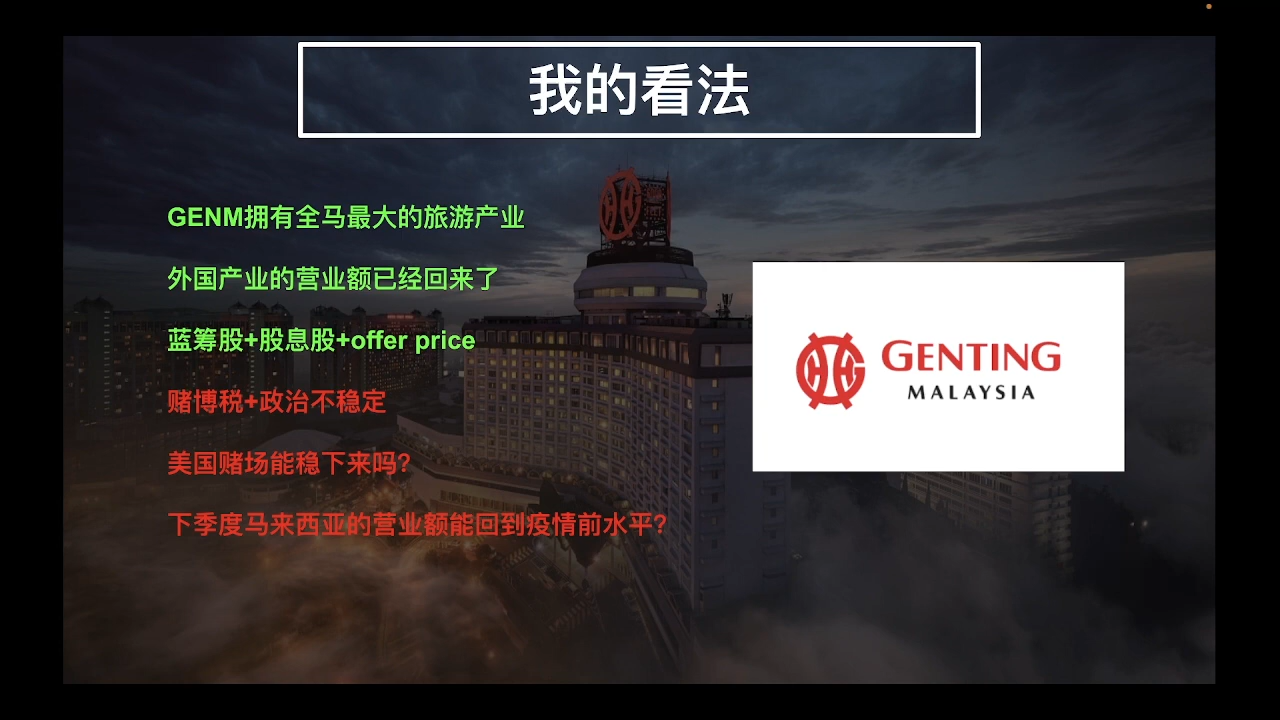 我的看法
GENM拥有全马最大的旅游产业
外国产业的营业额已经回来了
蓝筹股+股息股+offer price
赌博税+政治不稳定
美国赌场能稳下来吗?
下季度马来西亚的营业额能回到疫情前水平?
GENTING
MALAYSIA